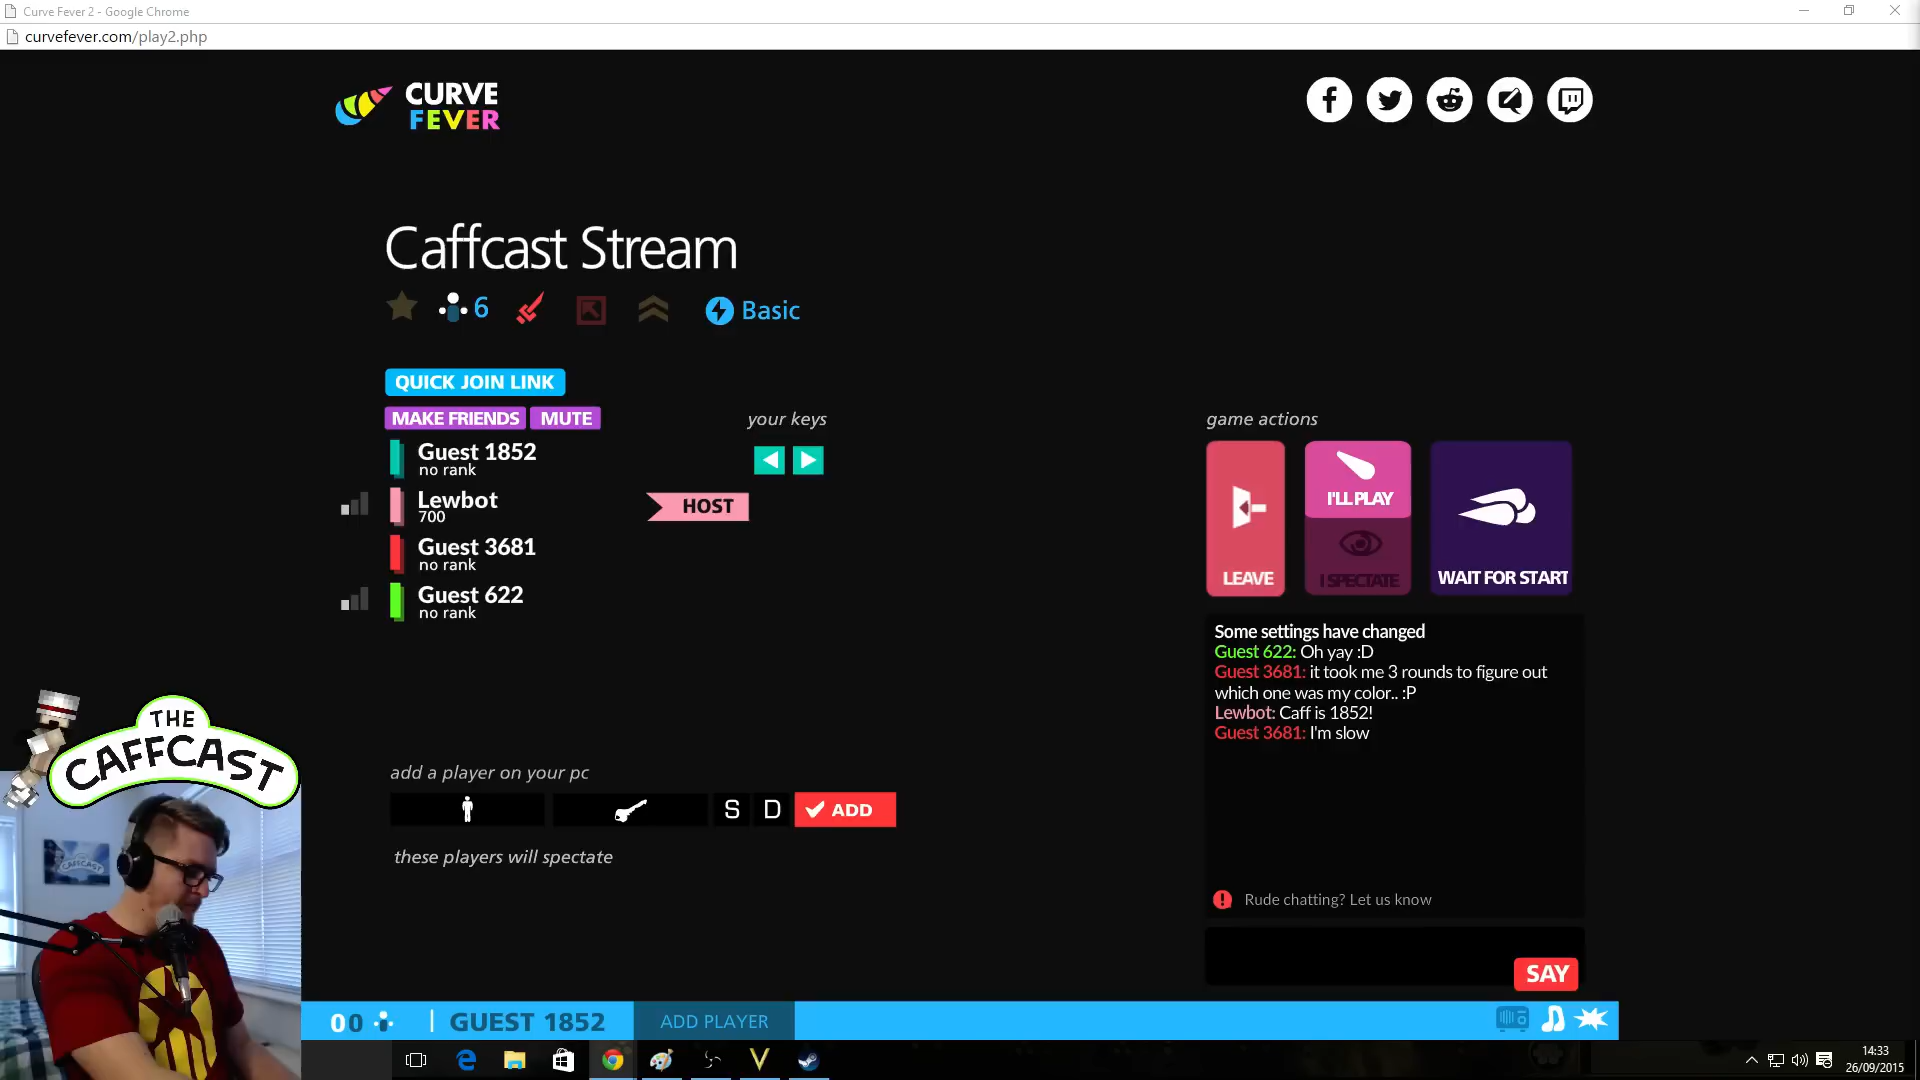 Curve Fever 2 - Google Chrome
curvefever.com/play2.php
CURVE
FEVER
Caffcast Stream
6
Basic
QUICK JOIN LINK
MAKE FRIENDS
MUTE
your keys
game actions
Guest 1852
no rank
Lewbot
700
HOST
Guest 3681
no rank
Guest 622
no rank
I'LL PLAY
LEAVE
I SPECTATE
WAIT FOR START
Some settings have changed
Guest 622: Oh yay :D
Guest 3681: it took me 3 rounds to figure out
which one was my color.. :P
Lewbot: Caff is 1852!
Guest 3681: I'm slow
THE
CAFFCAST
add a player on your pc
S
D
ADD
these players will spectate
Rude chatting? Let us know
SAY
00
GUEST 1852
ADD PLAYER
14:33
26/09/2015